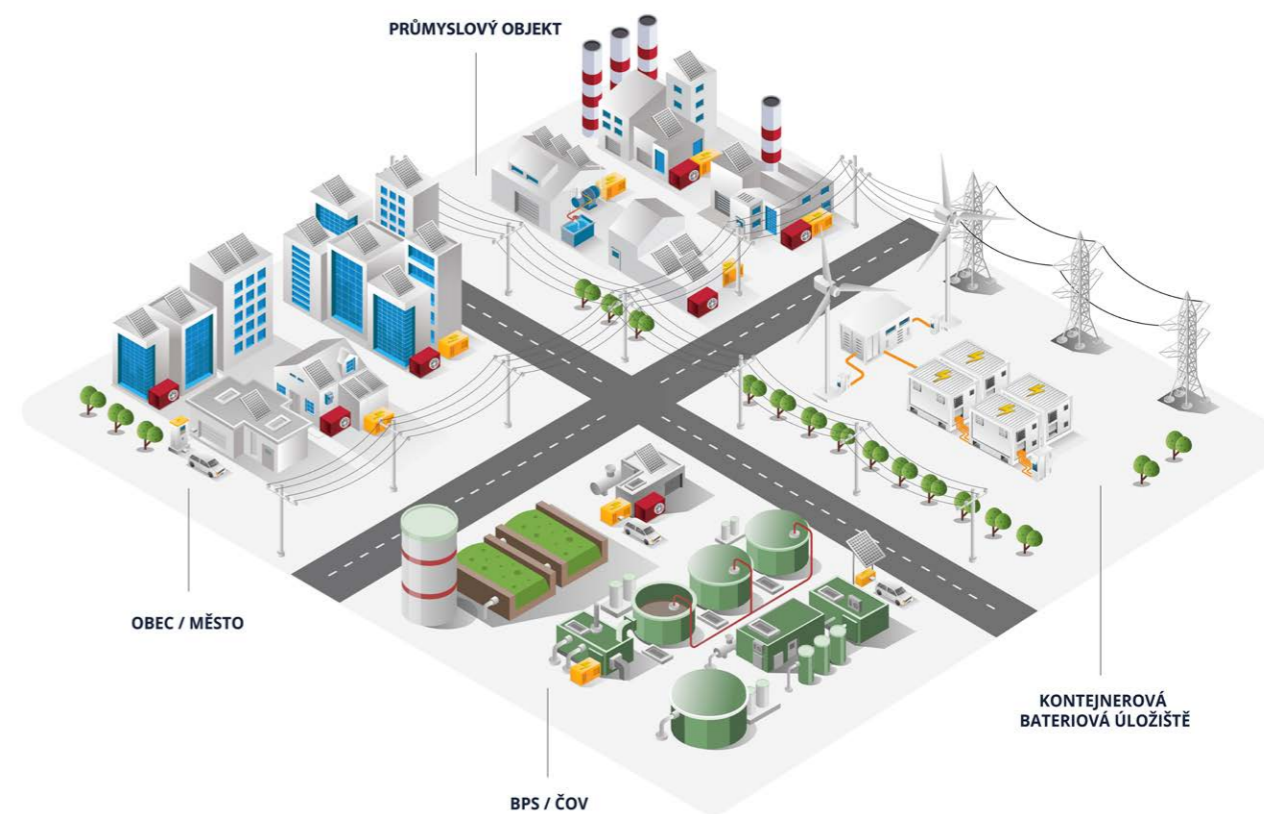 PRŮMYSLOVÝ OBJEKT
OBEC / MĚSTO
KONTEJNEROVÁ
BATERIOVÁ ÚLOŽIŠTĚ
BPS / ČOV